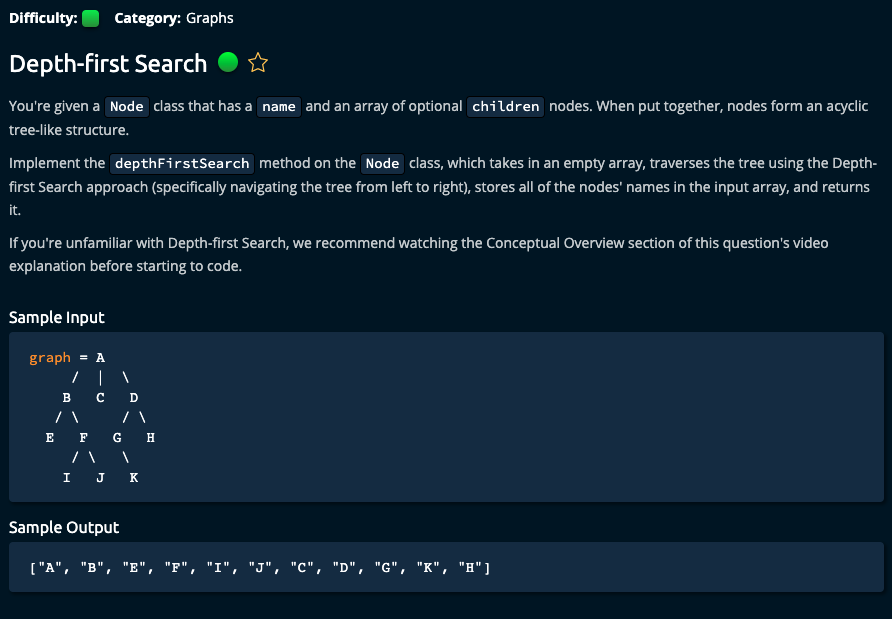 Difficulty: Category: Graphs
Depth-first Search
You're given a Node class that has a name and an array of optional children nodes. When put together, nodes form an acyclic
tree-like structure.
Implement the depthFirstSearch method on the Node class, which takes in an empty array, traverses the tree using the Depth-
first Search approach (specifically navigating the tree from left to right), stores all of the nodes' names in the input array, and returns
it.
If you're unfamiliar with Depth-first Search, we recommend watching the Conceptual Overview section of this question's video
explanation before starting to code.
Sample Input
graph = A
     /  |  \
    B   C   D
   / \     / \
  E   F   G   H
     / \   \
    I   J   K
Sample Output
["A", "B", "E", "F", "I", "J", "C", "D", "G", "K", "H"]